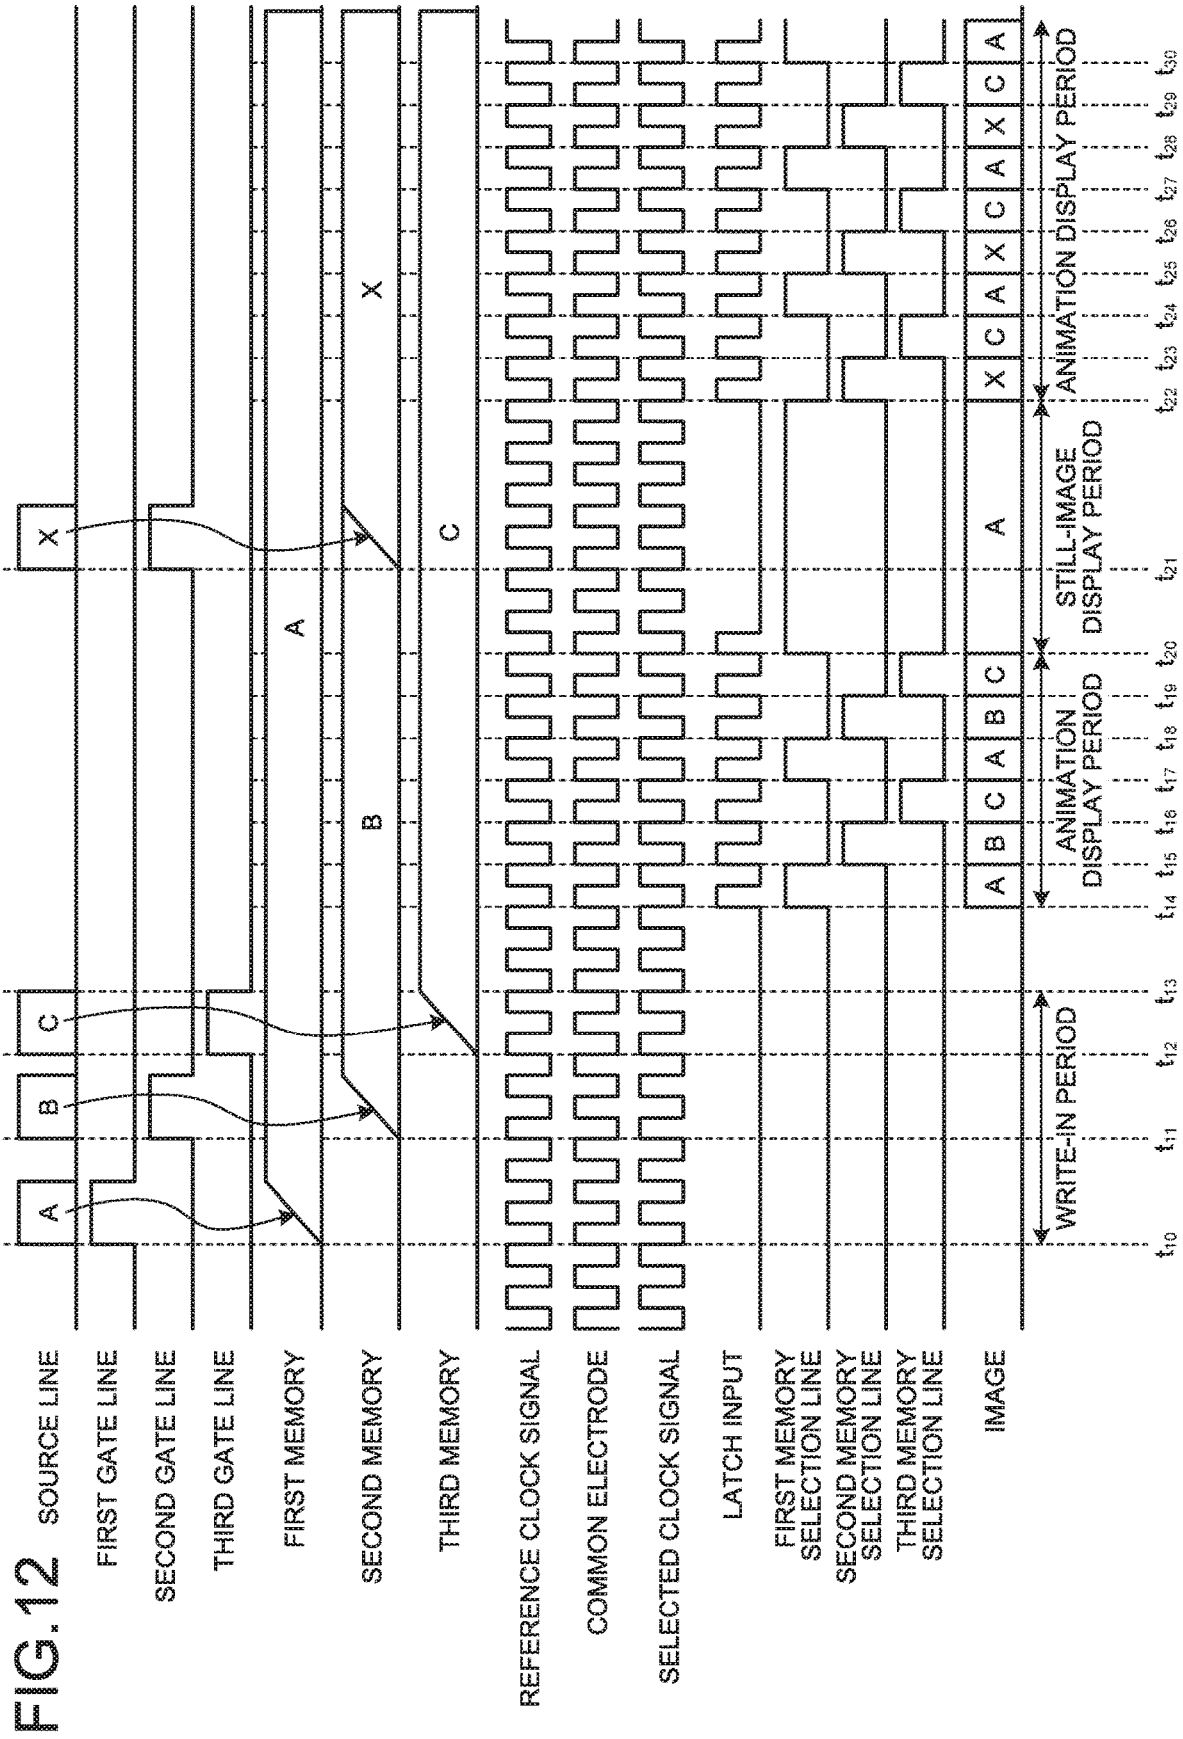 FIG.12
SOURCE LINE A B C X
FIRST GATE LINE
SECOND GATE LINE
THIRD GATE LINE
FIRST MEMORY A
SECOND MEMORY B X
THIRD MEMORY C
REFERENCE CLOCK SIGNAL
COMMON ELECTRODE
SELECTED CLOCK SIGNAL
LATCH INPUT
FIRST MEMORY
SELECTION LINE
SECOND MEMORY
SELECTION LINE
THIRD MEMORY
SELECTION LINE
IMAGE A B C A B C A X C A X C A X C A
WRITE-IN PERIOD
ANIMATION
DISPLAY PERIOD
STILL-IMAGE
DISPLAY PERIOD
ANIMATION DISPLAY PERIOD
t10 t11 t12 t13 t14 t15 t16 t17 t18 t19 t20 t21 t22 t23 t24 t25 t26 t27 t28 t29 t30